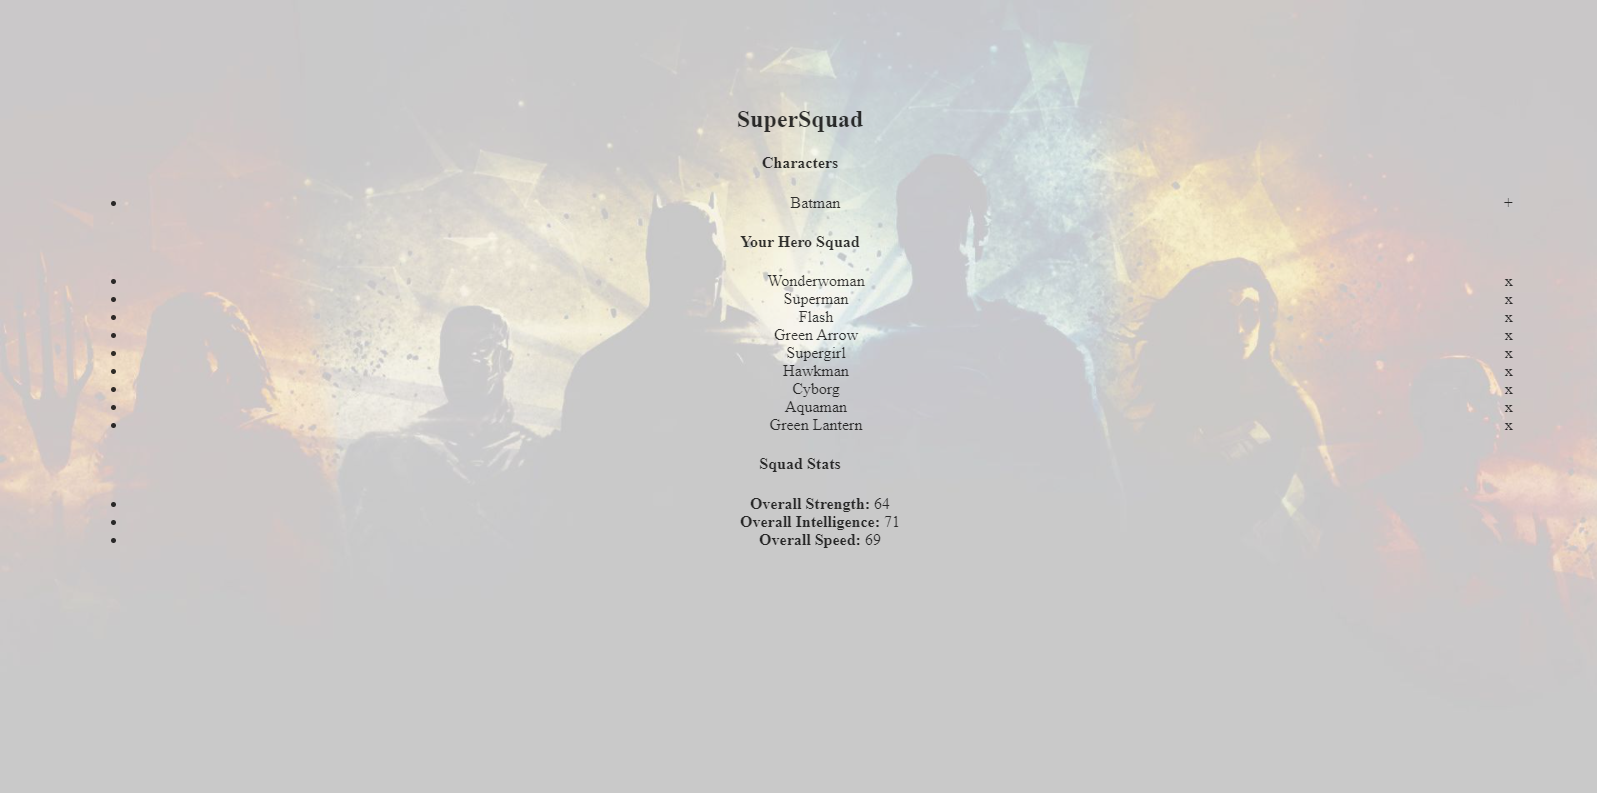 SuperSquad
Characters
• Batman +
Your Hero Squad
• Wonderwoman x
• Superman x
• Flash x
• Green Arrow x
• Supergirl x
• Hawkman x
• Cyborg x
• Aquaman x
• Green Lantern x
Squad Stats
• Overall Strength: 64
• Overall Intelligence: 71
• Overall Speed: 69